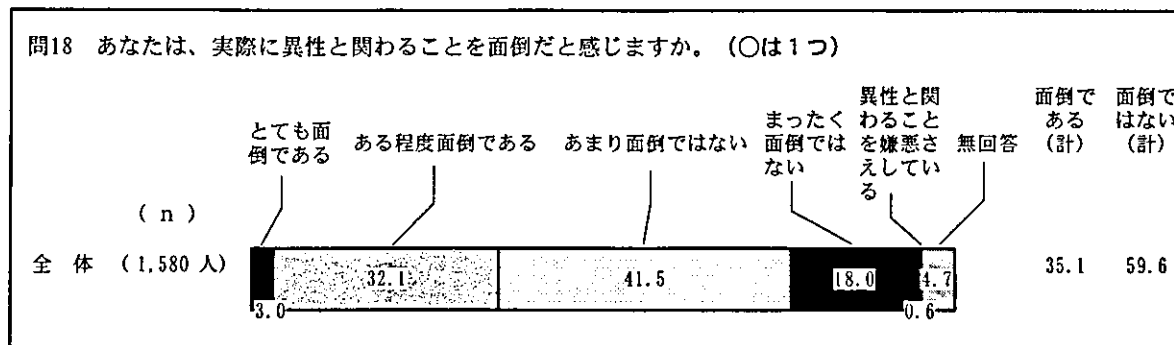 問18 あなたは、実際に異性と関わることを面倒だと感じますか。(○は1つ)
とても面
倒である
ある程度面倒である
あまり面倒ではない
まったく
面倒では
ない
異性と関
わること
を嫌悪さ
えしてい
る
無回答
面倒で
ある
(計)
面倒で
はない
(計)
(n)
全 体 (1,580 人)
3.0
32.1
41.5
18.0
0.6
4.7
35.1
59.6